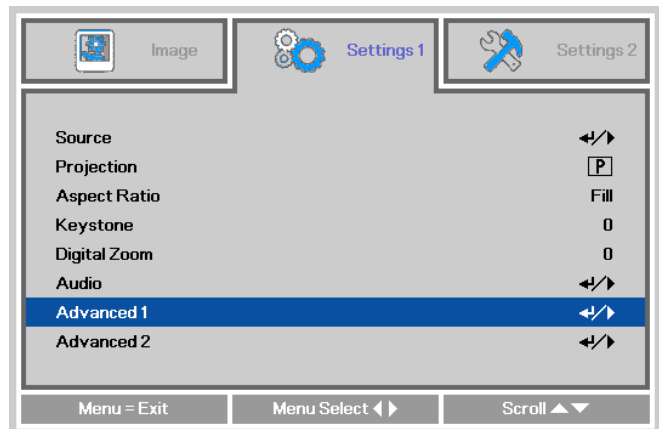 Image Settings 1 Settings 2
Source ↵/▶
Projection P
Aspect Ratio Fill
Keystone 0
Digital Zoom 0
Audio ↵/▶
Advanced 1 ↵/▶
Advanced 2 ↵/▶
Menu = Exit Menu Select ◀ ▶ Scroll ▲▼